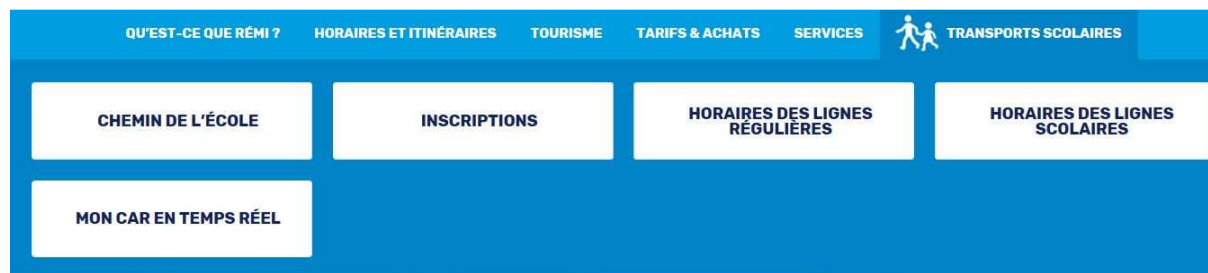 QU'EST-CE QUE RÉMI ? HORAIRES ET ITINÉRAIRES TOURISME TARIFS & ACHATS SERVICES TRANSPORTS SCOLAIRES
CHEMIN DE L'ÉCOLE
INSCRIPTIONS
HORAIRES DES LIGNES
RÉGULIÈRES
HORAIRES DES LIGNES
SCOLAIRES
MON CAR EN TEMPS RÉEL